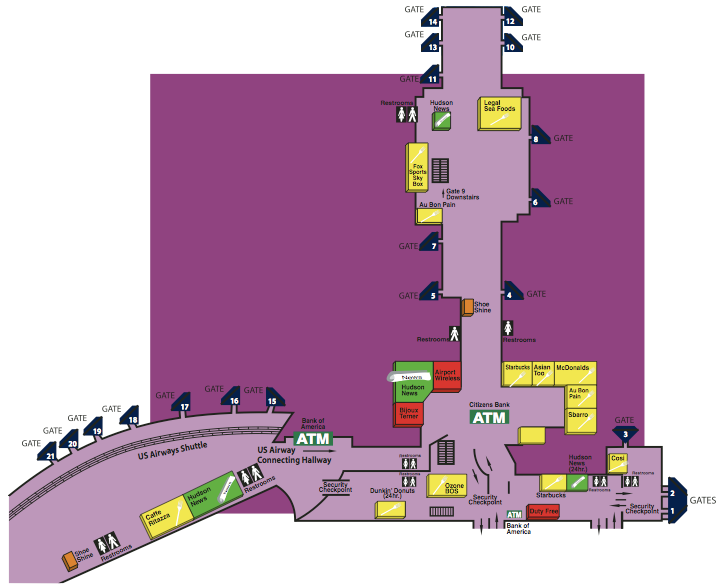 GATE
14
GATE
12
GATE
13
GATE
10
GATE
11
Restrooms
Hudson
News
Legal
Sea Foods
8
GATE
Fox
Sports
Sky
Box
Gate 9
Downstairs
Au Bon Pain
6
GATE
GATE
7
GATE
5
4
GATE
Shoe
Shine
Restrooms
Restrooms
Hudson
News
Airport
Wireless
Bijoux
Terner
Starbucks
Asian
Too
McDonalds
Au Bon
Pain
Sbarro
Citizens Bank
ATM
GATE
15
GATE
16
GATE
17
GATE
18
GATE
19
GATE
20
GATE
21
US Airways Shuttle
Bank of
America
ATM
US Airway
Connecting Hallway
GATE
3
Cosi
Restrooms
Hudson
News
(24hr.)
Restrooms
Starbucks
Security
Checkpoint
2
1
GATES
Restrooms
Restrooms
Security
Checkpoint
Dunkin' Donuts
(24hr.)
Ozone
BOS
Security
Checkpoint
ATM
Bank of
America
Duty Free
Restrooms
Hudson
News
Caffe
Ritazza
Restrooms
Shoe
Shine